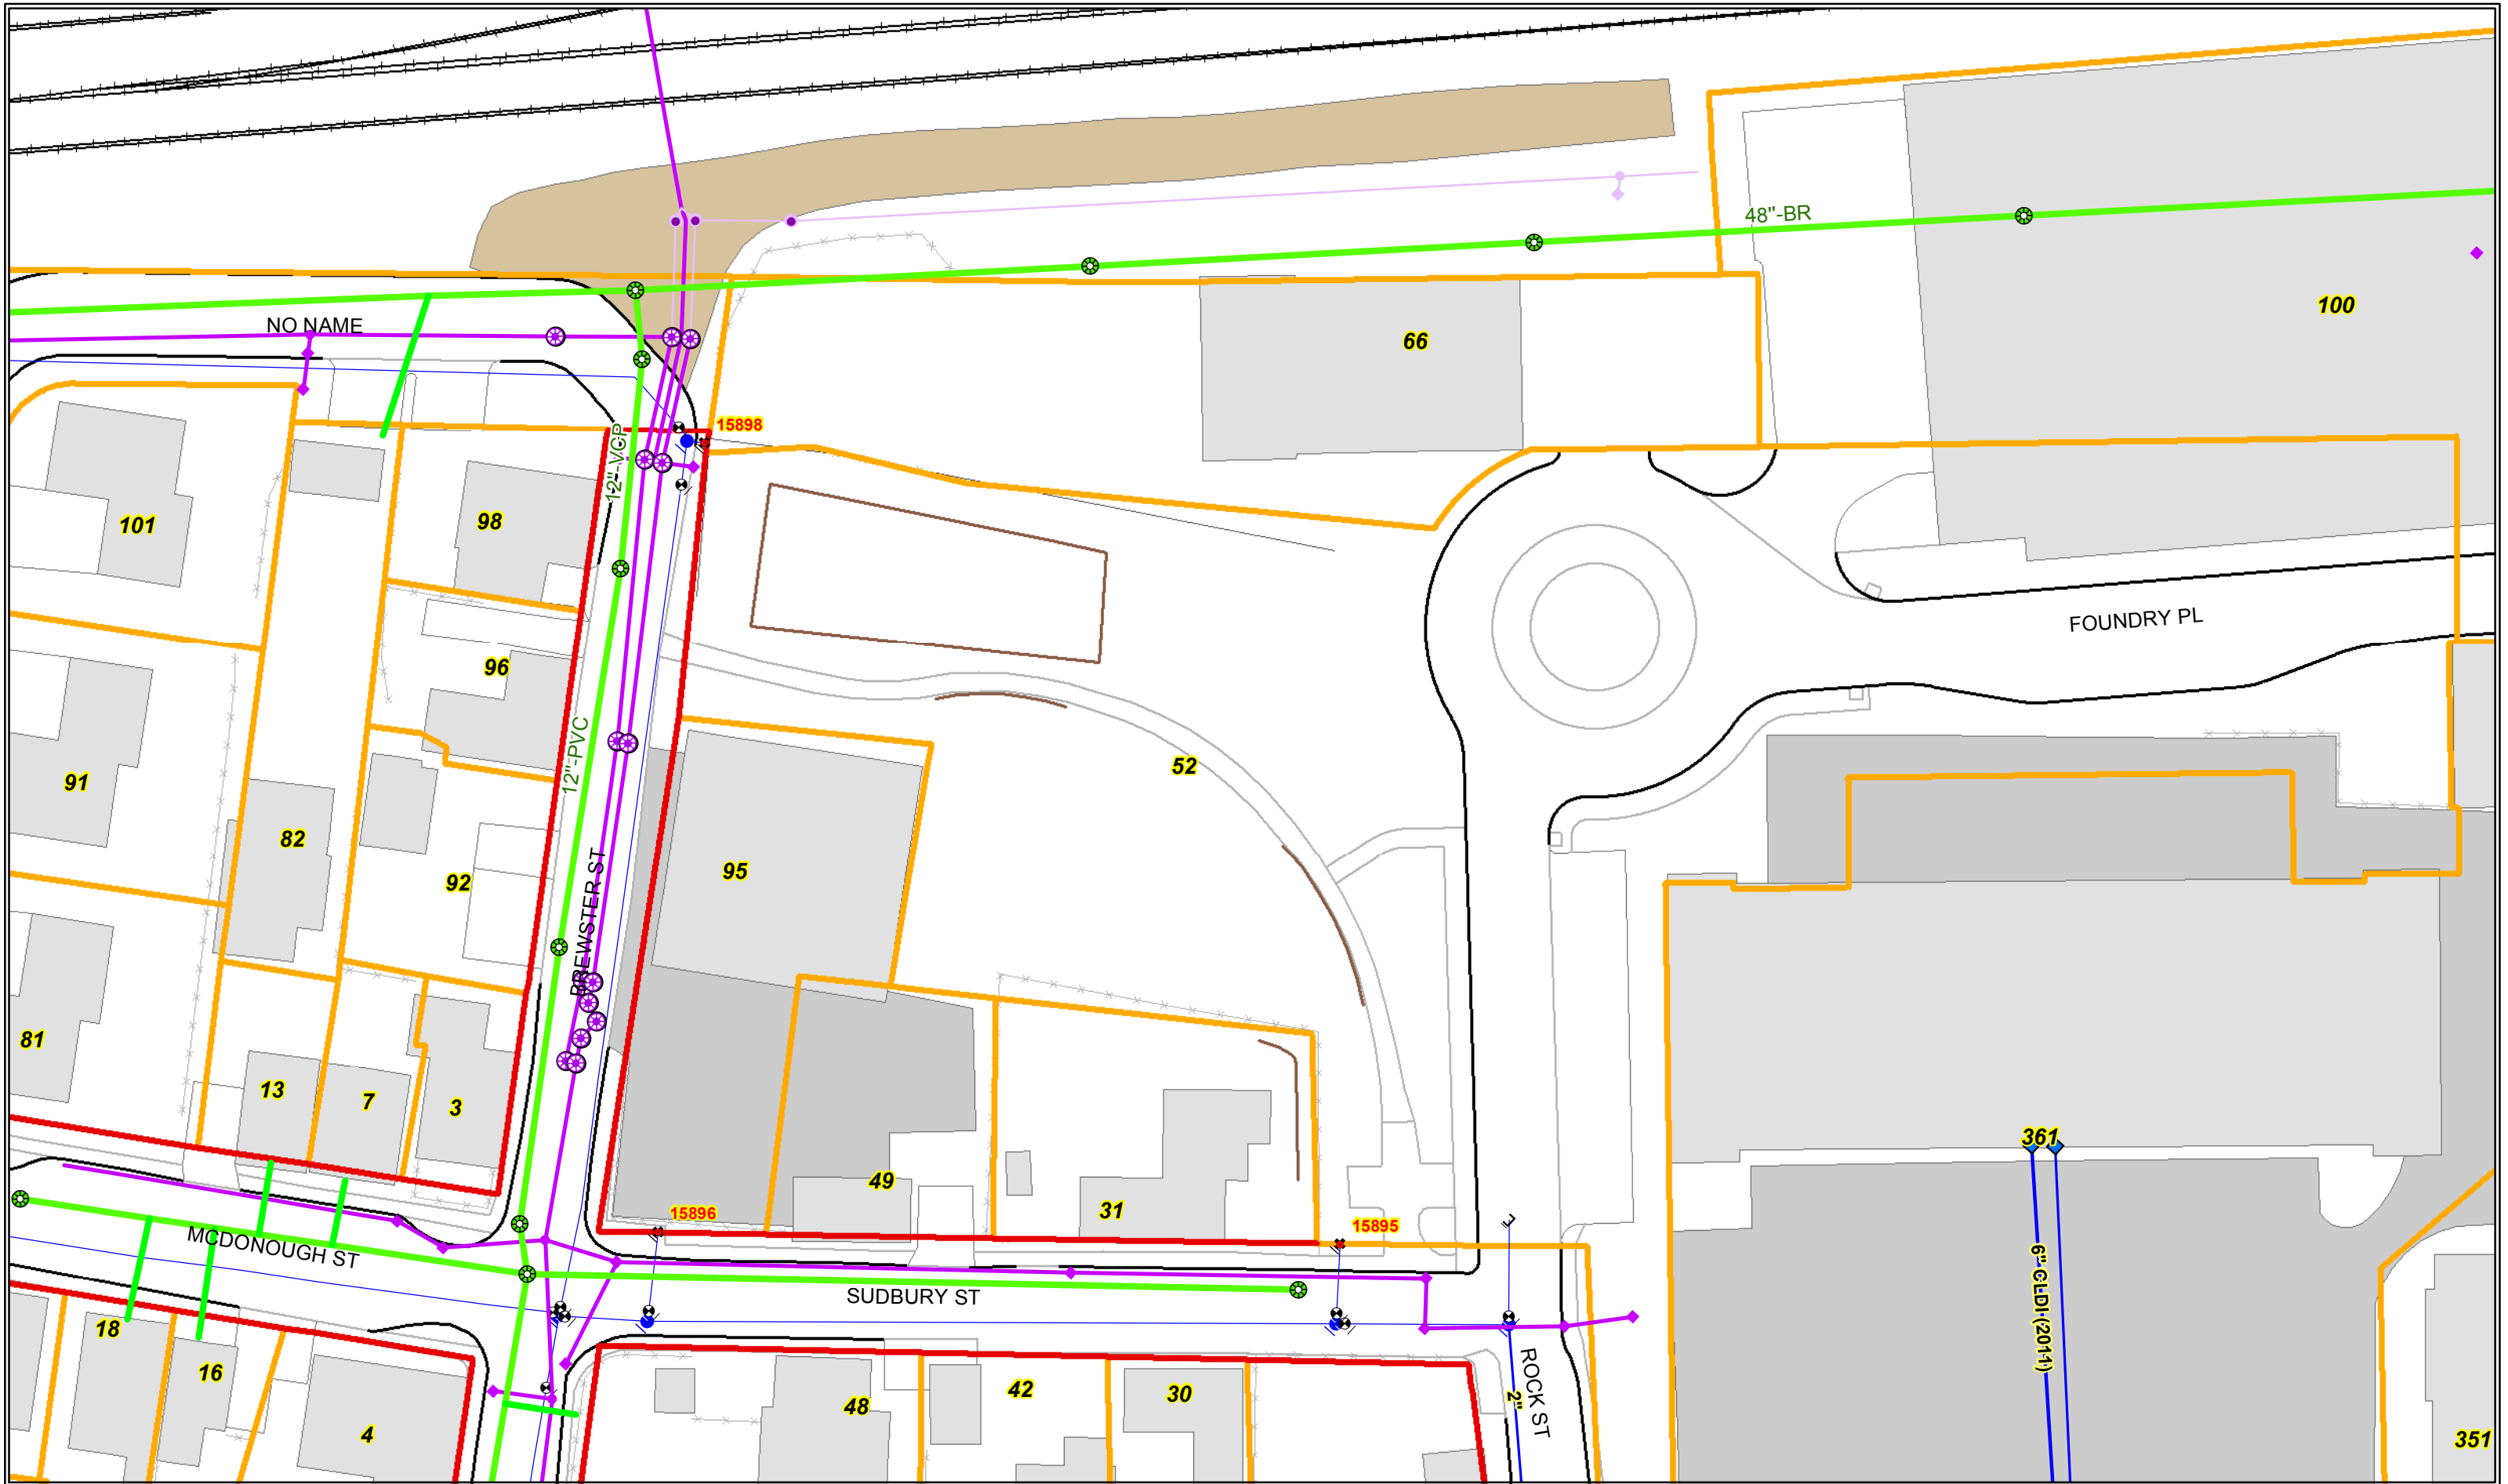 48"-BR
100
NO NAME
66
15898
12"-VCP
98
101
FOUNDRY PL
96
12"-PVC
52
91
82
95
92
BREWSTER ST
81
13
7
3
361
49
31
15896
15895
MCDONOUGH ST
SUDBURY ST
6" CLDI (2011)
18
16
4
48
42
30
ROCK ST
2"
351